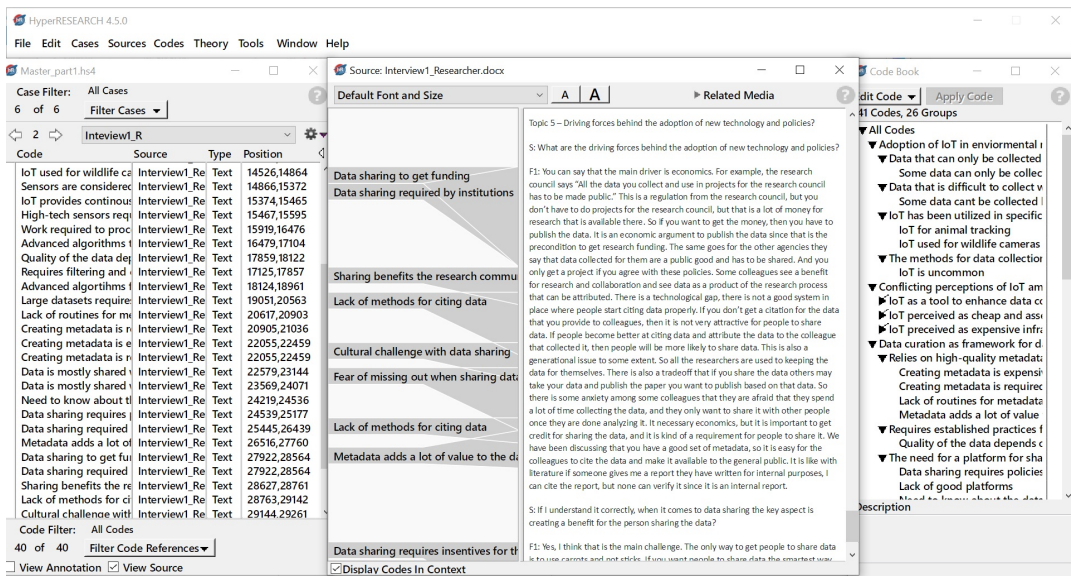 HyperRESEARCH 4.5.0
File Edit Cases Sources Codes Theory Tools Window Help
Master_part1.hs4
Case Filter: All Cases
6 of 6 Filter Cases
2 Inteview1_R
Code Source Type Position
IoT used for wildlife ca Interview1_Re Text 14526,14864
Sensors are considere Interview1_Re Text 14866,15372
IoT provides continous Interview1_Re Text 15374,15465
High-tech sensors requ Interview1_Re Text 15467,15595
Work required to proc Interview1_Re Text 15919,16476
Advanced algorithms t Interview1_Re Text 16479,17104
Quality of the data dep Interview1_Re Text 17859,18122
Requires filtering and Interview1_Re Text 17125,17857
Advanced algorithms f Interview1_Re Text 18124,18961
Large datasets require Interview1_Re Text 19051,20563
Lack of routines for me Interview1_Re Text 20617,20903
Creating metadata is r Interview1_Re Text 20905,21036
Creating metadata is e Interview1_Re Text 22055,22459
Creating metadata is r Interview1_Re Text 22055,22459
Data is mostly shared Interview1_Re Text 22579,23144
Data is mostly shared Interview1_Re Text 23569,24071
Need to know about t Interview1_Re Text 24219,24536
Data sharing requires Interview1_Re Text 24539,25177
Data sharing required Interview1_Re Text 25445,26439
Metadata adds a lot of Interview1_Re Text 26516,27760
Data sharing to get fu Interview1_Re Text 27922,28564
Data sharing required Interview1_Re Text 27922,28564
Sharing benefits the re Interview1_Re Text 28627,28761
Lack of methods for ci Interview1_Re Text 28763,29142
Cultural challenge with Interview1_Re Text 29144,29261
Code Filter: All Codes
40 of 40 Filter Code References
View Annotation View Source
Source: Interview1_Researcher.docx
Default Font and Size A A Related Media
Data sharing to get funding
Data sharing required by institutions
Sharing benefits the research commu
Lack of methods for citing data
Cultural challenge with data sharing
Fear of missing out when sharing data
Lack of methods for citing data
Metadata adds a lot of value to the da
Data sharing requires incentives for th
Display Codes In Context
Topic 5 – Driving forces behind the adoption of new technology and policies?
S: What are the driving forces behind the adoption of new technology and policies?
F1: You can say that the main driver is economics. For example, the research
council says “All the data you collect and use in projects for the research council
has to be made public.” This is a regulation from the research council, but you
don't have to do projects for the research council, but that is a lot of money for
research that is available there. So if you want to get the money, then you have to
publish the data. It is an economic argument to publish the data since that is the
precondition to get research funding. The same goes for the other agencies they
say that data collected for them are a public good and has to be shared. And you
only get a project if you agree with these policies. Some colleagues see a benefit
for research and collaboration and see data as a product of the research process
that can be attributed. There is a technological gap, there is not a good system in
place where people start citing data properly. If you don't get a citation for the data
that you provide to colleagues, then it is not very attractive for people to share
data. If people become better at citing data and attribute the data to the colleague
that collected it, then people will be more likely to share data. This is also a
generational issue to some extent. So all the researchers are used to keeping the
data for themselves. There is also a tradeoff that if you share the data others may
take your data and publish the paper you want to publish based on that data. So
there is some anxiety among some colleagues that they are afraid that they spend
a lot of time collecting the data, and they only want to share it with other people
once they are done analyzing it. It necessary economics, but it is important to get
credit for sharing the data, and it is kind of a requirement for people to share it. We
have been discussing that you have a good set of metadata, so it is easy for the
colleagues to cite the data and make it available to the general public. It is like with
literature if someone gives me a report they have written for internal purposes, I
can cite the report, but none can verify it since it is an internal report.
S: If I understand it correctly, when it comes to data sharing the key aspect is
creating a benefit for the person sharing the data?
F1: Yes, I think that is the main challenge. The only way to get people to share data
is to use carrots and not sticks. If you want people to share data the smartest way
Code Book
dit Code Apply Code
41 Codes, 26 Groups
All Codes
Adoption of IoT in enviormental
Data that can only be collected
Some data can only be collec
Data that is difficult to collect w
Some data cant be collected
IoT has been utilized in specific
IoT for animal tracking
IoT used for wildlife cameras
The methods for data collection
IoT is uncommon
Conflicting perceptions of IoT am
IoT as a tool to enhance data co
IoT perceived as cheap and asse
IoT perceived as expensive infra
Data curation as framework for d
Relies on high-quality metadata
Creating metadata is expensi
Creating metadata is required
Lack of routines for metadata
Metadata adds a lot of value
Requires established practices f
Quality of the data depends
The need for a platform for sha
Data sharing requires policies
Lack of good platforms
Need to know about the data
Description